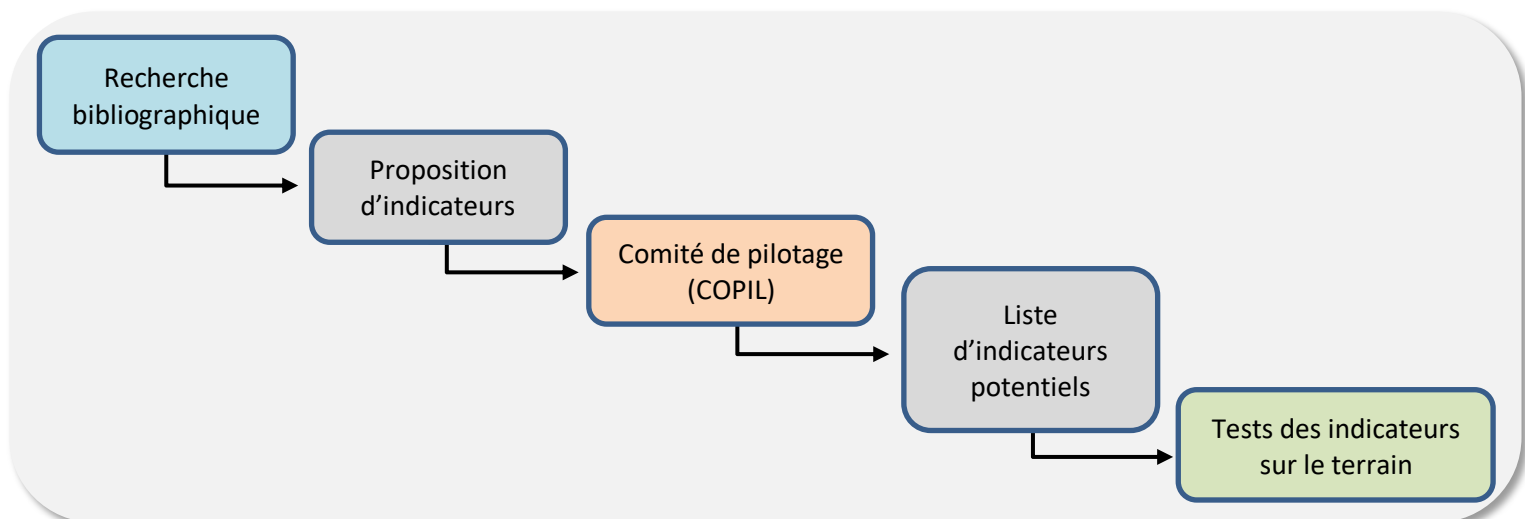 Recherche
bibliographique
Proposition
d’indicateurs
Comité de pilotage
(COPIL)
Liste
d’indicateurs
potentiels
Tests des indicateurs
sur le terrain